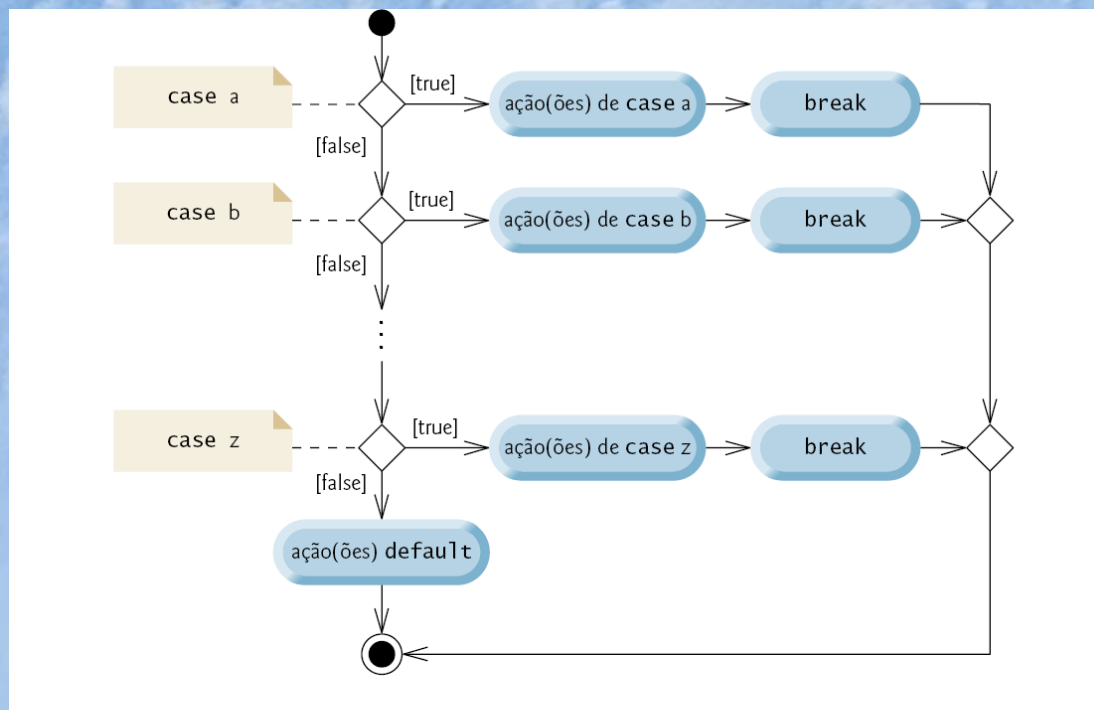 case a
[true]
ação(ões) de case a
break
[false]
case b
[true]
ação(ões) de case b
break
[false]
case z
[true]
ação(ões) de case z
break
[false]
ação(ões) default